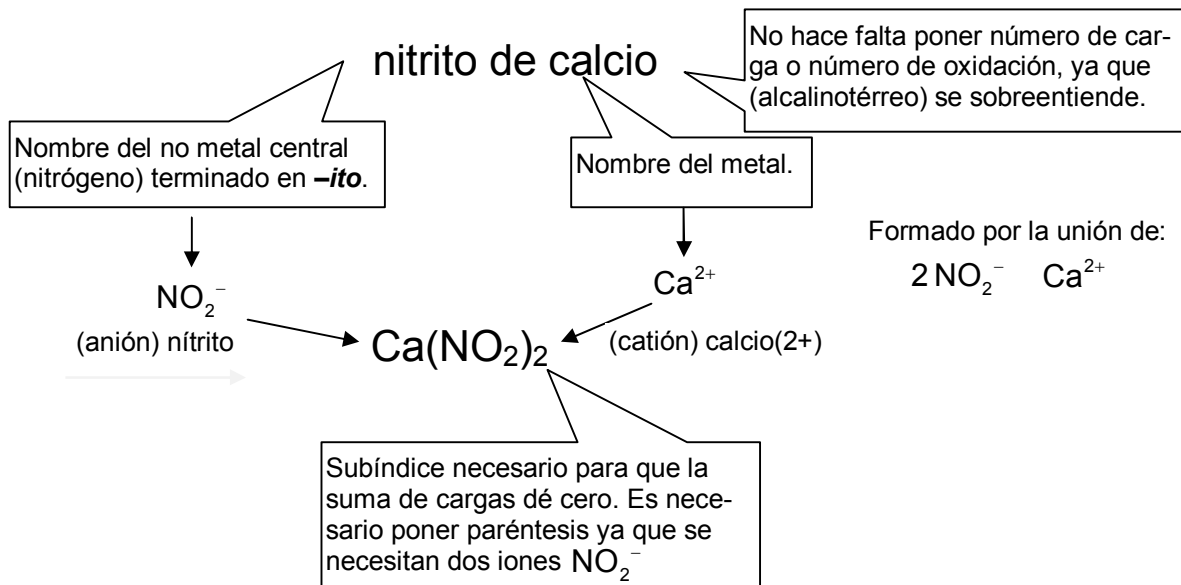 nitrito de calcio
No hace falta poner número de car-
ga o número de oxidación, ya que
(alcalinotérreo) se sobreentiende.
Nombre del no metal central
(nitrógeno) terminado en –ito.
Nombre del metal.
Formado por la unión de:
2 NO₂⁻ Ca²⁺
NO₂⁻
(anión) nítrito
Ca²⁺
(catión) calcio(2+)
Ca(NO₂)₂
Subíndice necesario para que la
suma de cargas dé cero. Es nece-
sario poner paréntesis ya que se
necesitan dos iones NO₂⁻